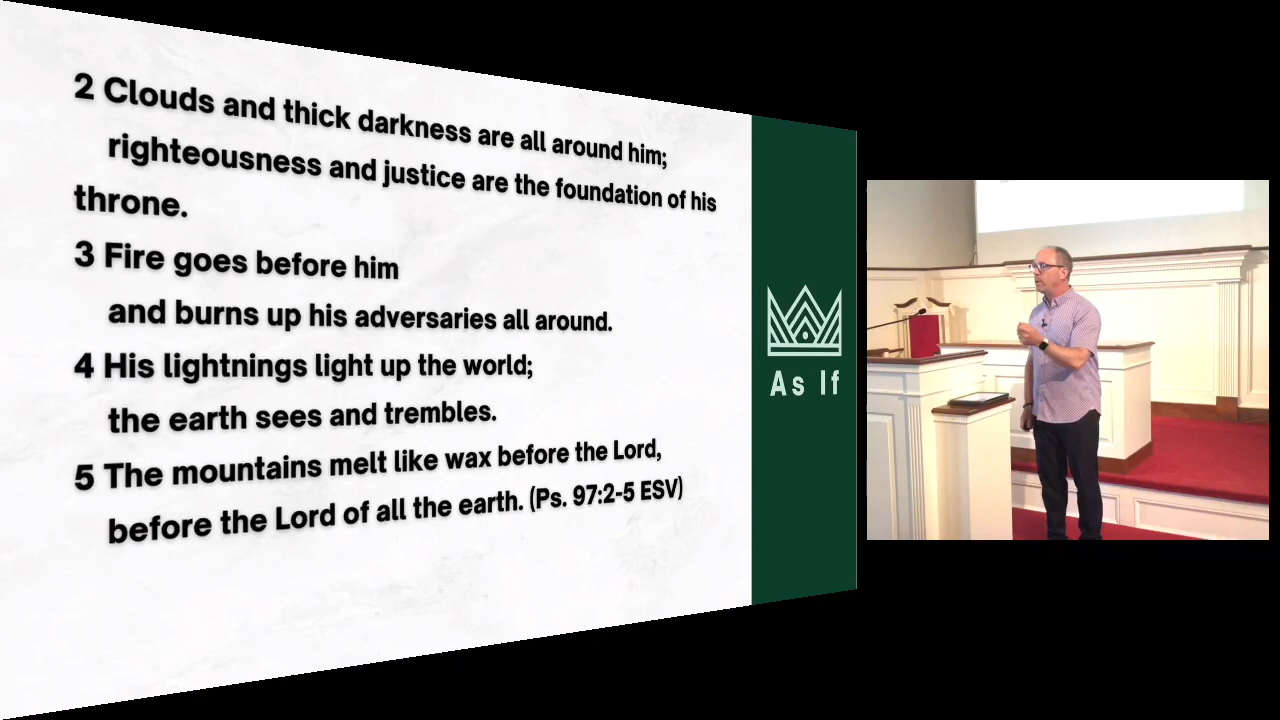 2 Clouds and thick darkness are all around him;
righteousness and justice are the foundation of his
throne.
3 Fire goes before him
and burns up his adversaries all around.
4 His lightnings light up the world;
the earth sees and trembles.
5 The mountains melt like wax before the Lord,
before the Lord of all the earth. (Ps. 97:2-5 ESV)
As If